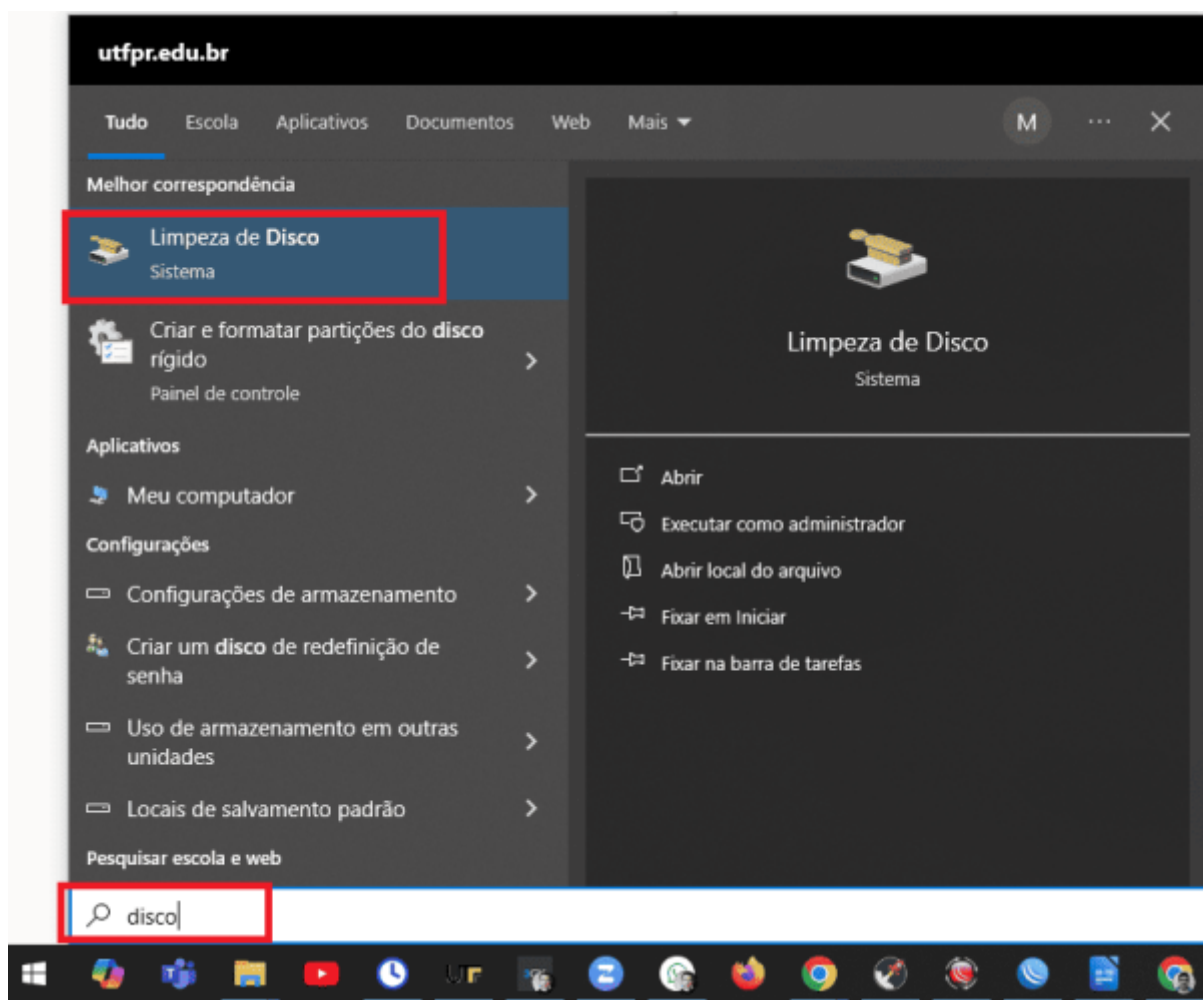 utfpr.edu.br
Tudo Escola Aplicativos Documentos Web Mais M ... ✕
Melhor correspondência
Limpeza de Disco
Sistema
Criar e formatar partições do disco
rígido
Painel de controle
Aplicativos
Meu computador
Configurações
Configurações de armazenamento
Criar um disco de redefinição de
senha
Uso de armazenamento em outras
unidades
Locais de salvamento padrão
Pesquisar escola e web
disco
Limpeza de Disco
Sistema
Abrir
Executar como administrador
Abrir local do arquivo
Fixar em Iniciar
Fixar na barra de tarefas